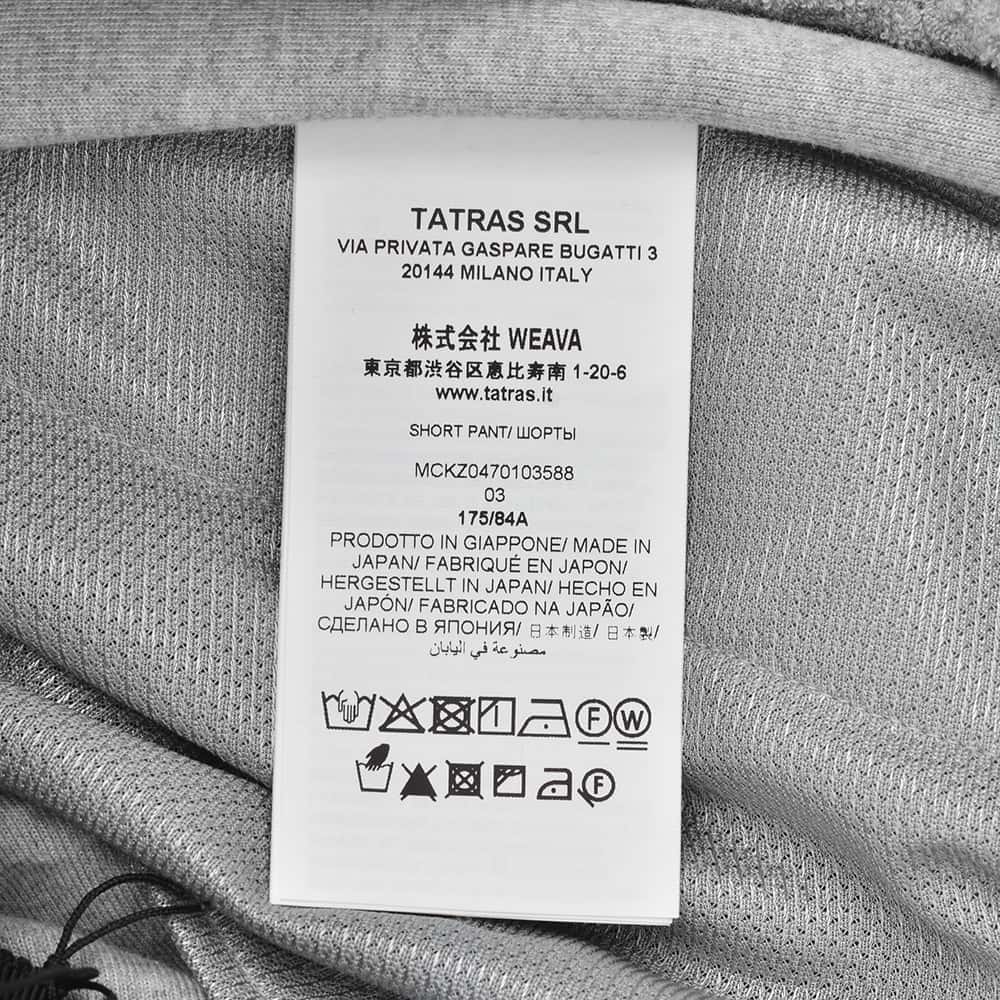 TATRAS SRL
VIA PRIVATA GASPARE BUGATTI 3
20144 MILANO ITALY
株式会社 WEAVA
東京都渋谷区恵比寿南 1-20-6
www.tatras.it
SHORT PANT/ ШОРТЫ
MCKZ0470103588
03
175/84A
PRODOTTO IN GIAPPONE/ MADE IN
JAPAN/ FABRIQUÉ EN JAPON/
HERGESTELLT IN JAPAN/ HECHO EN
JAPÓN/ FABRICADO NA JAPÃO/
СДЕЛАНО В ЯПОНИЯ/ 日本制造/ 日本製/
مصنوعة في اليابان
F W
F